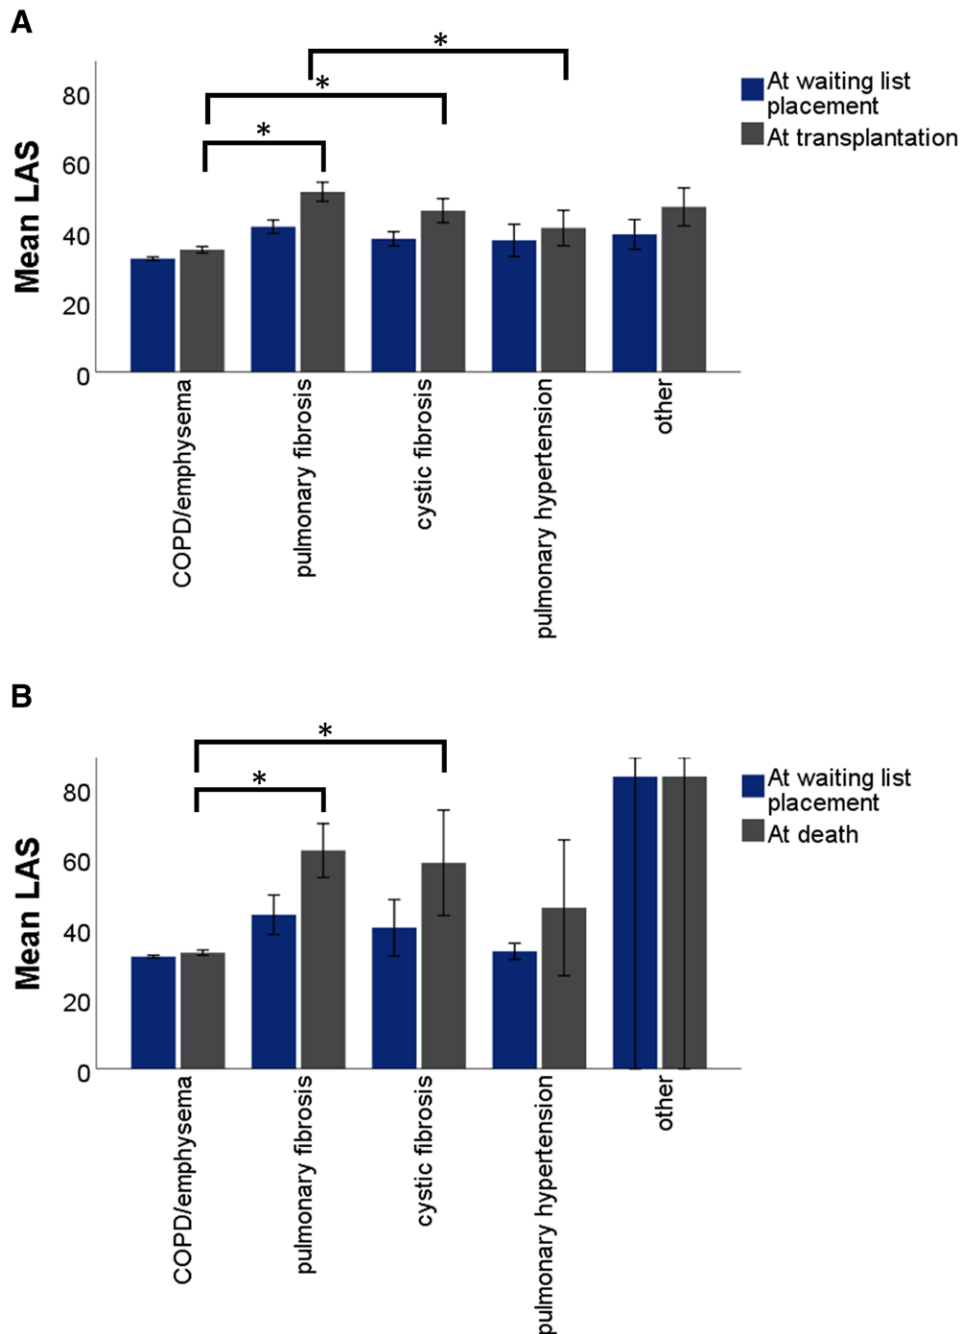 A
*
*
*
Mean LAS
80
60
40
20
0
At waiting list
placement
At transplantation
COPD/emphysema
pulmonary fibrosis
cystic fibrosis
pulmonary hypertension
other
B
*
*
Mean LAS
80
60
40
20
0
At waiting list
placement
At death
COPD/emphysema
pulmonary fibrosis
cystic fibrosis
pulmonary hypertension
other